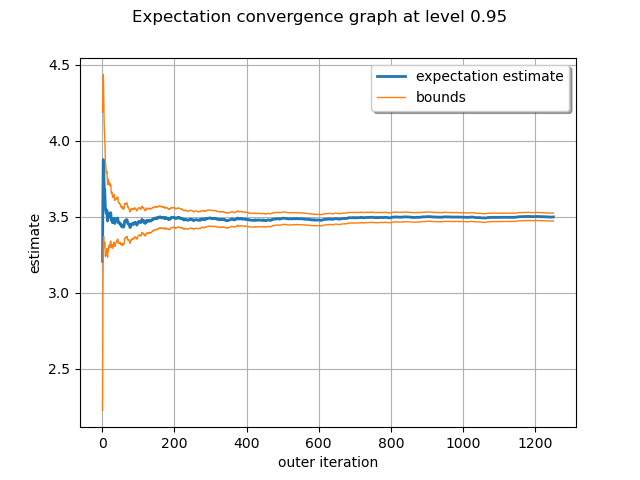 Expectation convergence graph at level 0.95
expectation estimate
bounds
4.5
4.0
3.5
3.0
2.5
estimate
0 200 400 600 800 1000 1200
outer iteration